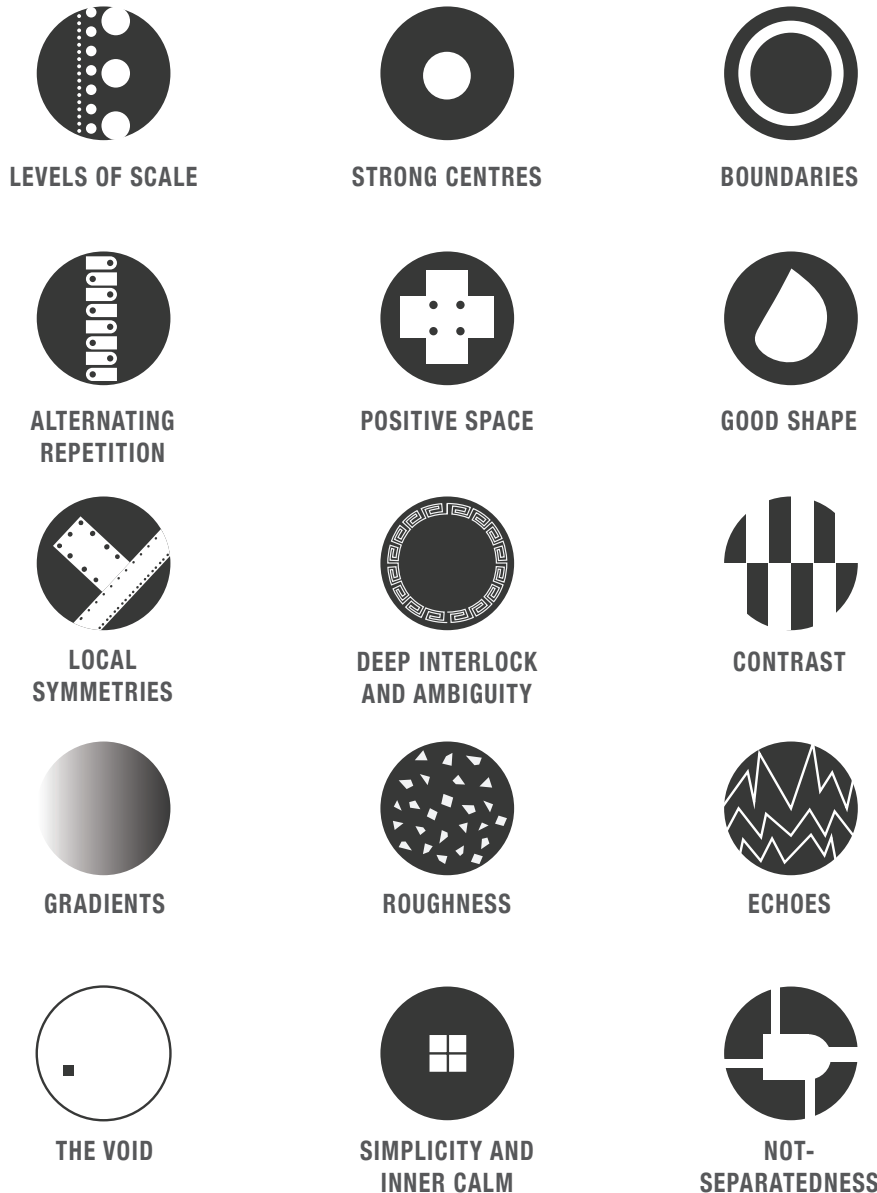 LEVELS OF SCALE
STRONG CENTRES
BOUNDARIES
ALTERNATING
REPETITION
POSITIVE SPACE
GOOD SHAPE
LOCAL
SYMMETRIES
DEEP INTERLOCK
AND AMBIGUITY
CONTRAST
GRADIENTS
ROUGHNESS
ECHOES
THE VOID
SIMPLICITY AND
INNER CALM
NOT-
SEPARATEDNESS